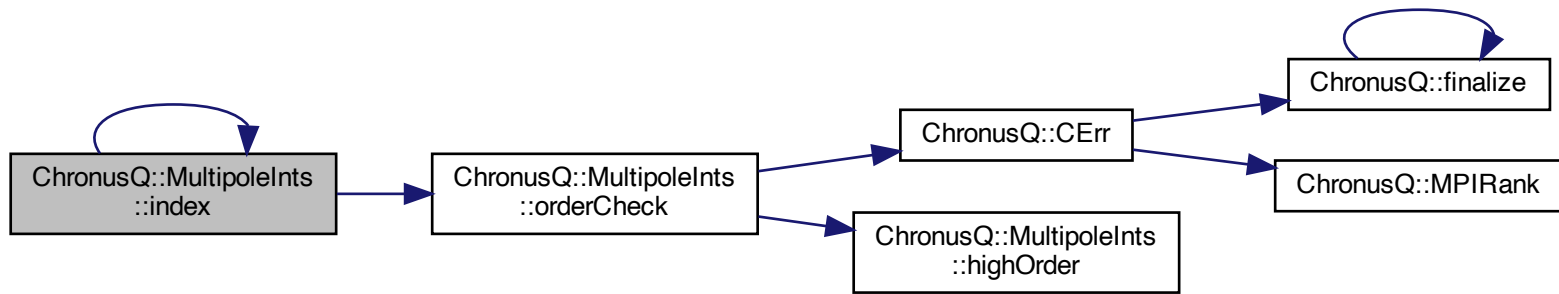 ChronusQ::MultipoleInts
::index
ChronusQ::MultipoleInts
::orderCheck
ChronusQ::CErr
ChronusQ::MultipoleInts
::highOrder
ChronusQ::finalize
ChronusQ::MPIRank